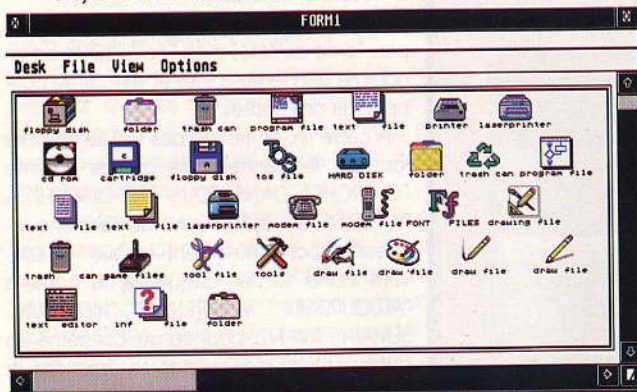 FORM1
Desk File View Options
floppy disk folder trash can program file text file printer laserprinter
cd rom cartridge floppy disk tos file HARD DISK folder trash can program file
text file text file laserprinter modem file modem file FONT FILES drawing file
trash can game files tool file tools draw file draw file draw file draw file
text editor inf file folder